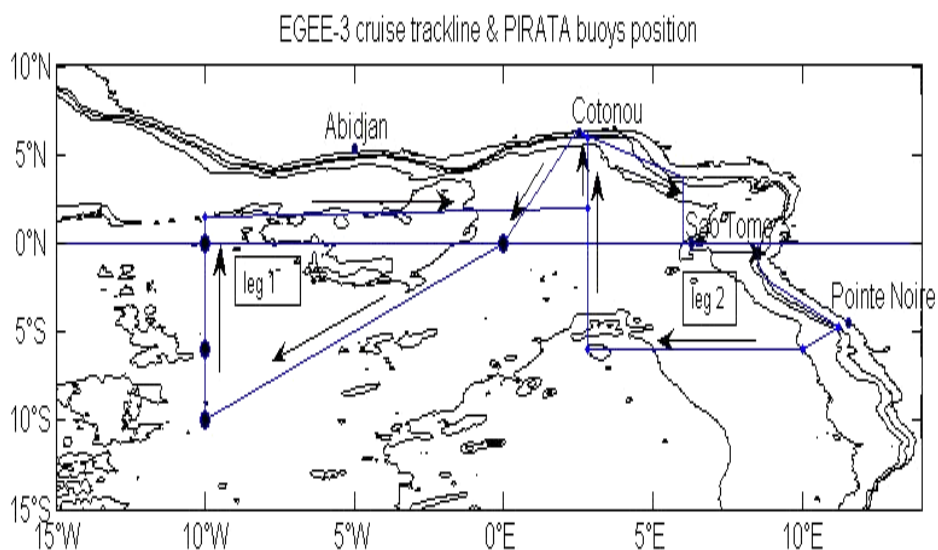 EGEE-3 cruise trackline & PIRATA buoys position
10°N
Cotonou
Abidjan
5°N
Sao Tome
0°N
leg 1
leg 2
Pointe Noire
5°S
10°S
15°S
15°W
10°W
5°W
0°E
5°E
10°E